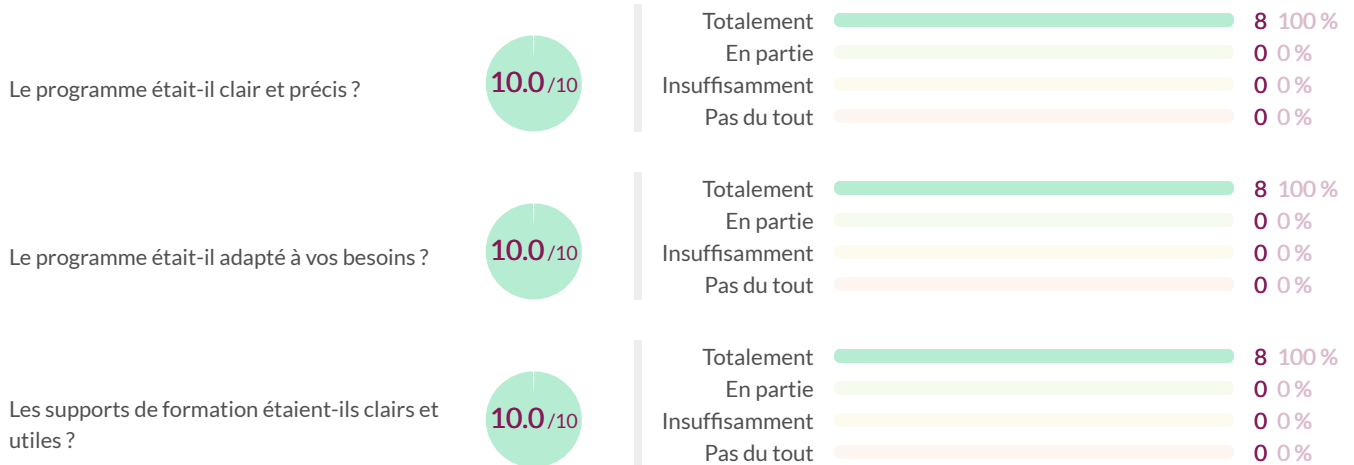 Le programme était-il clair et précis ?
10.0 /10
Totalement 8 100 %
En partie 0 0 %
Insuffisamment 0 0 %
Pas du tout 0 0 %
Le programme était-il adapté à vos besoins ?
10.0 /10
Totalement 8 100 %
En partie 0 0 %
Insuffisamment 0 0 %
Pas du tout 0 0 %
Les supports de formation étaient-ils clairs et
utiles ?
10.0 /10
Totalement 8 100 %
En partie 0 0 %
Insuffisamment 0 0 %
Pas du tout 0 0 %